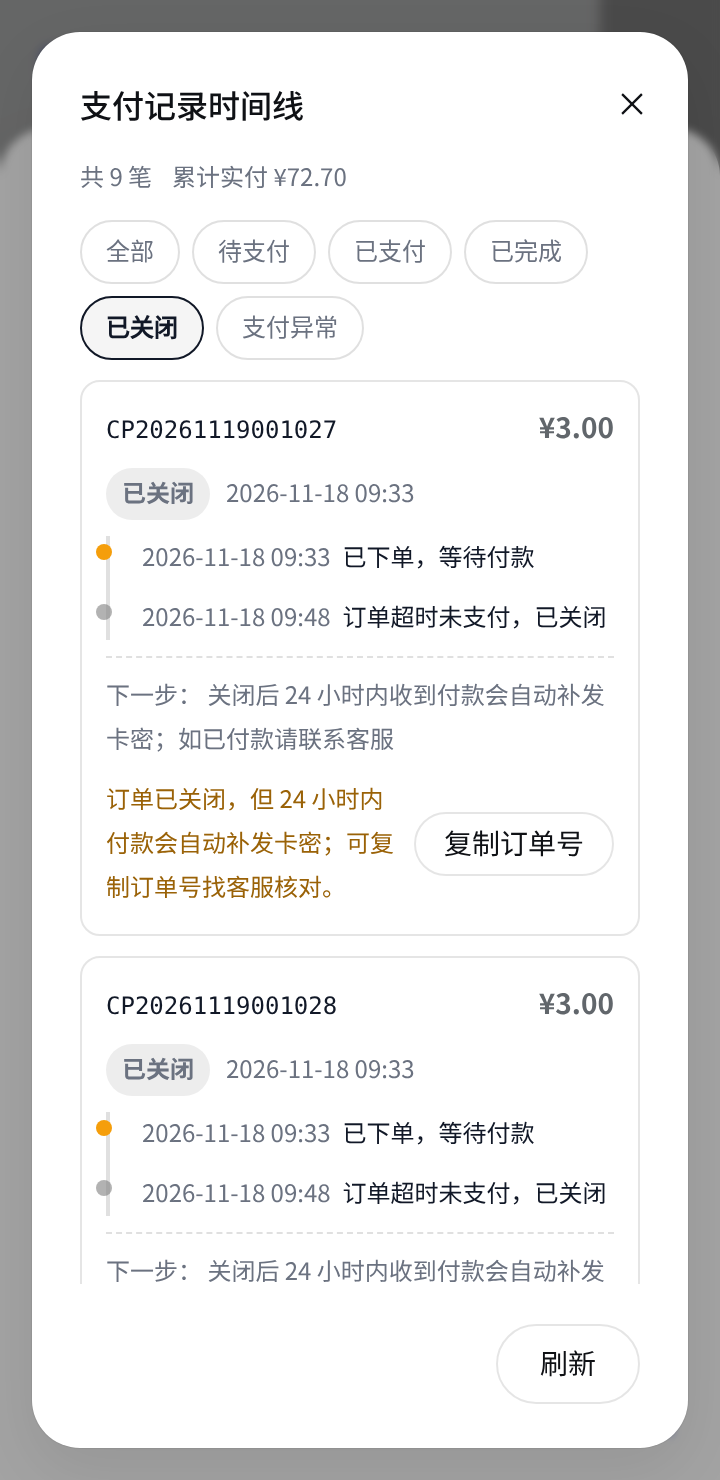 支付记录时间线
共 9 笔 累计实付 ¥72.70
全部 待支付 已支付 已完成
已关闭 支付异常
CP20261119001027 ¥3.00
已关闭 2026-11-18 09:33
2026-11-18 09:33 已下单，等待付款
2026-11-18 09:48 订单超时未支付，已关闭
下一步： 关闭后 24 小时内收到付款会自动补发
卡密；如已付款请联系客服
订单已关闭，但 24 小时内
付款会自动补发卡密；可复
制订单号找客服核对。
复制订单号
CP20261119001028 ¥3.00
已关闭 2026-11-18 09:33
2026-11-18 09:33 已下单，等待付款
2026-11-18 09:48 订单超时未支付，已关闭
下一步： 关闭后 24 小时内收到付款会自动补发
刷新